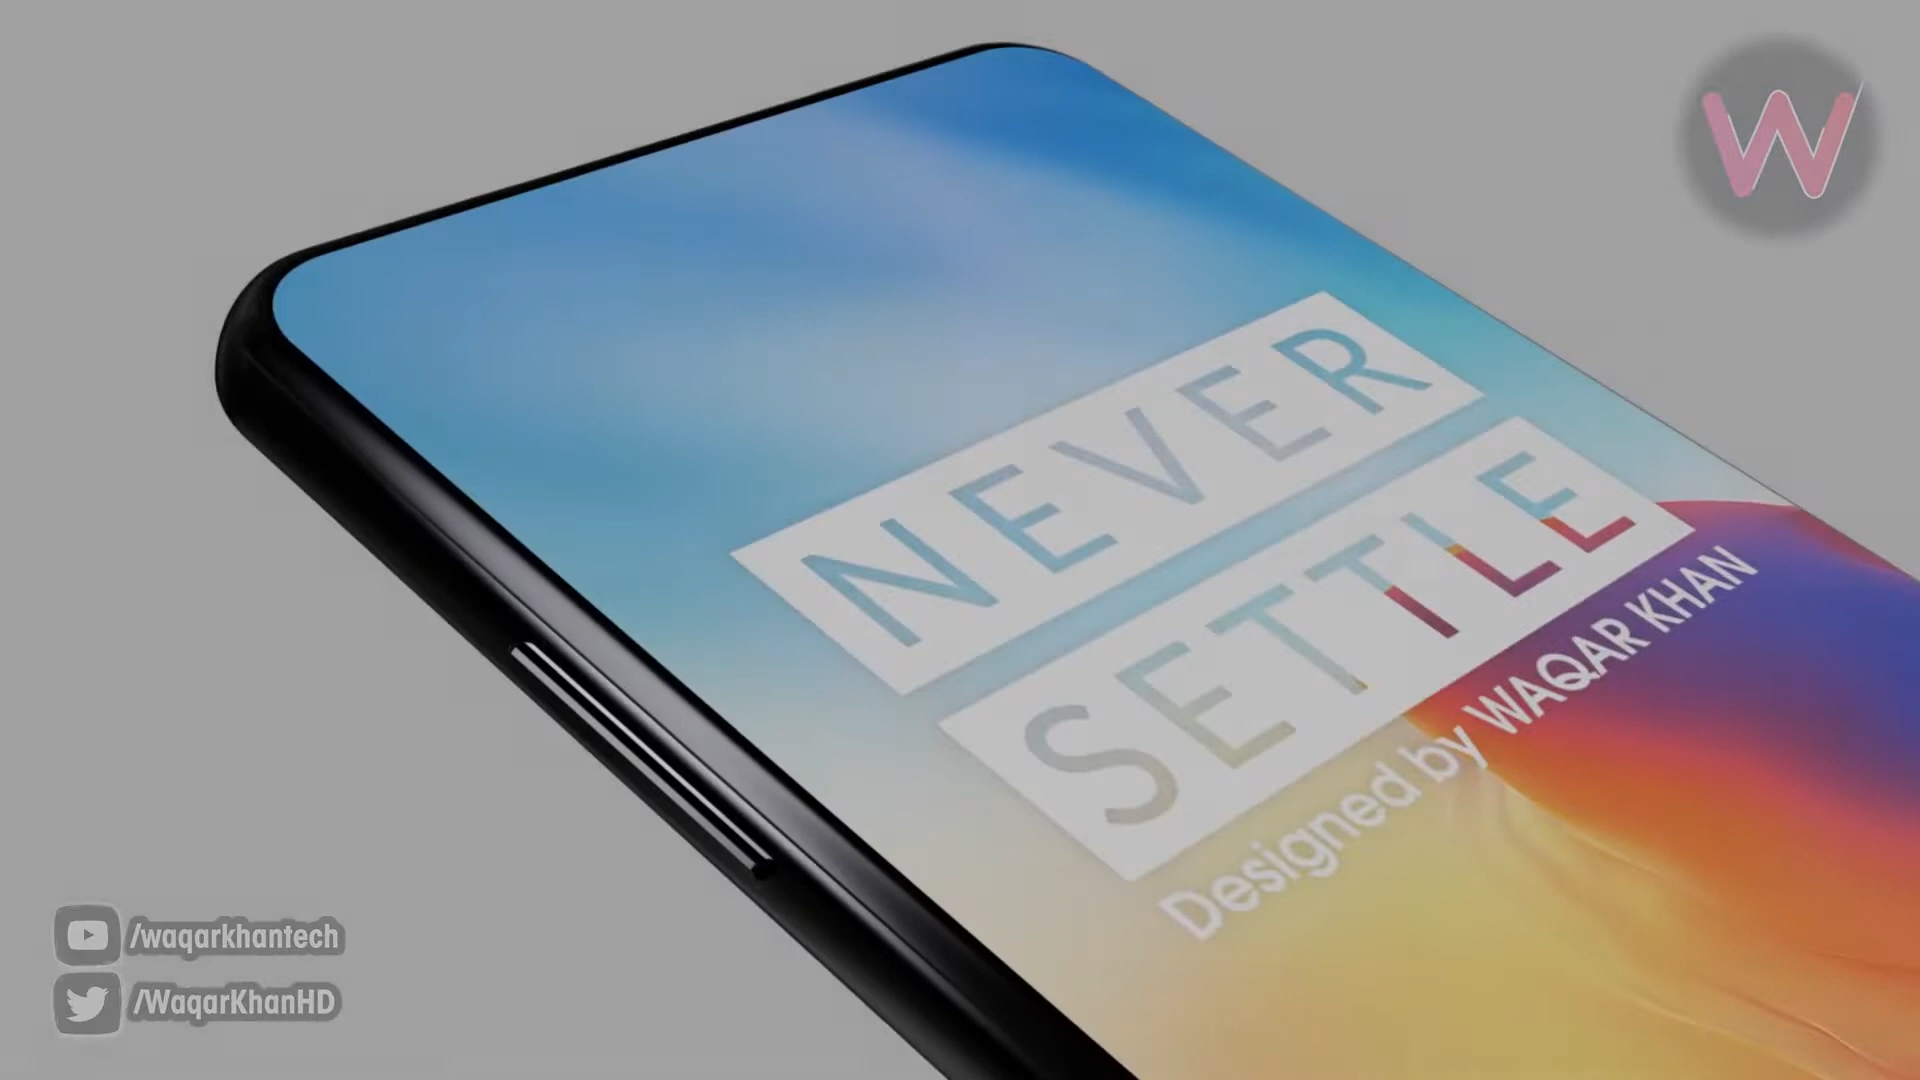 W
NEVER
SETTLE
Designed by WAQAR KHAN
/waqarkhantech
/WaqarKhanHD